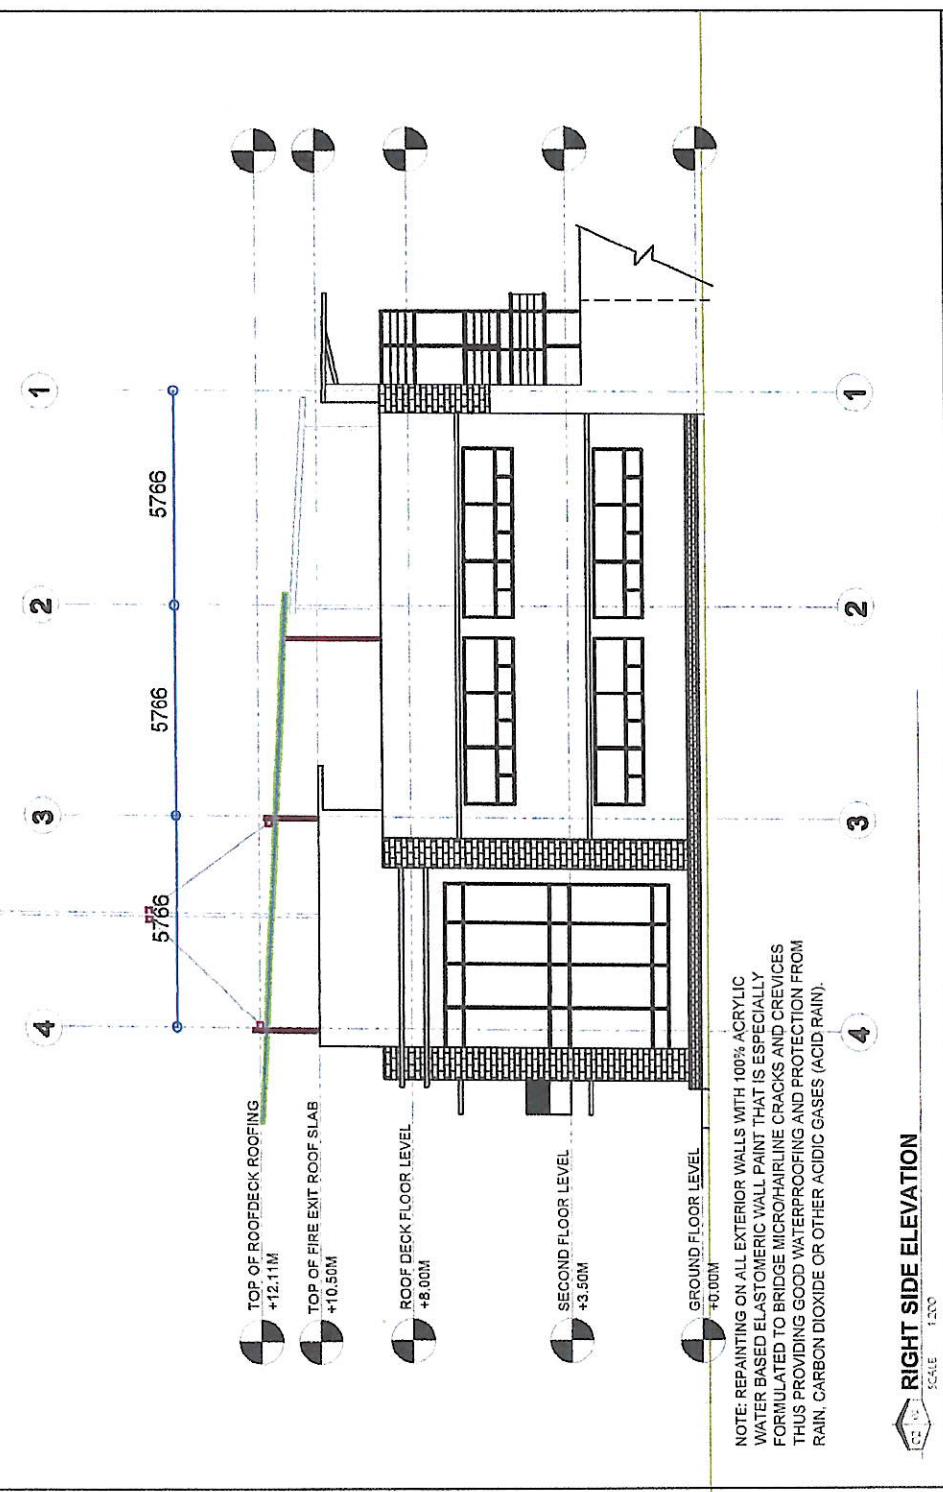 4
3
2
1
5766
5766
5766
TOP OF ROOFDECK ROOFING
+12.11M
TOP OF FIRE EXIT ROOF SLAB
+10.50M
ROOF DECK FLOOR LEVEL
+8.00M
SECOND FLOOR LEVEL
+3.50M
GROUND FLOOR LEVEL
+0.00M
4
3
2
1
NOTE: REPAINTING ON ALL EXTERIOR WALLS WITH 100% ACRYLIC
WATER BASED ELASTOMERIC WALL PAINT THAT IS ESPECIALLY
FORMULATED TO BRIDGE MICRO/HAIRLINE CRACKS AND CREVICES
THUS PROVIDING GOOD WATERPROOFING AND PROTECTION FROM
RAIN, CARBON DIOXIDE OR OTHER ACIDIC GASES (ACID RAIN).
RIGHT SIDE ELEVATION
SCALE 1:200